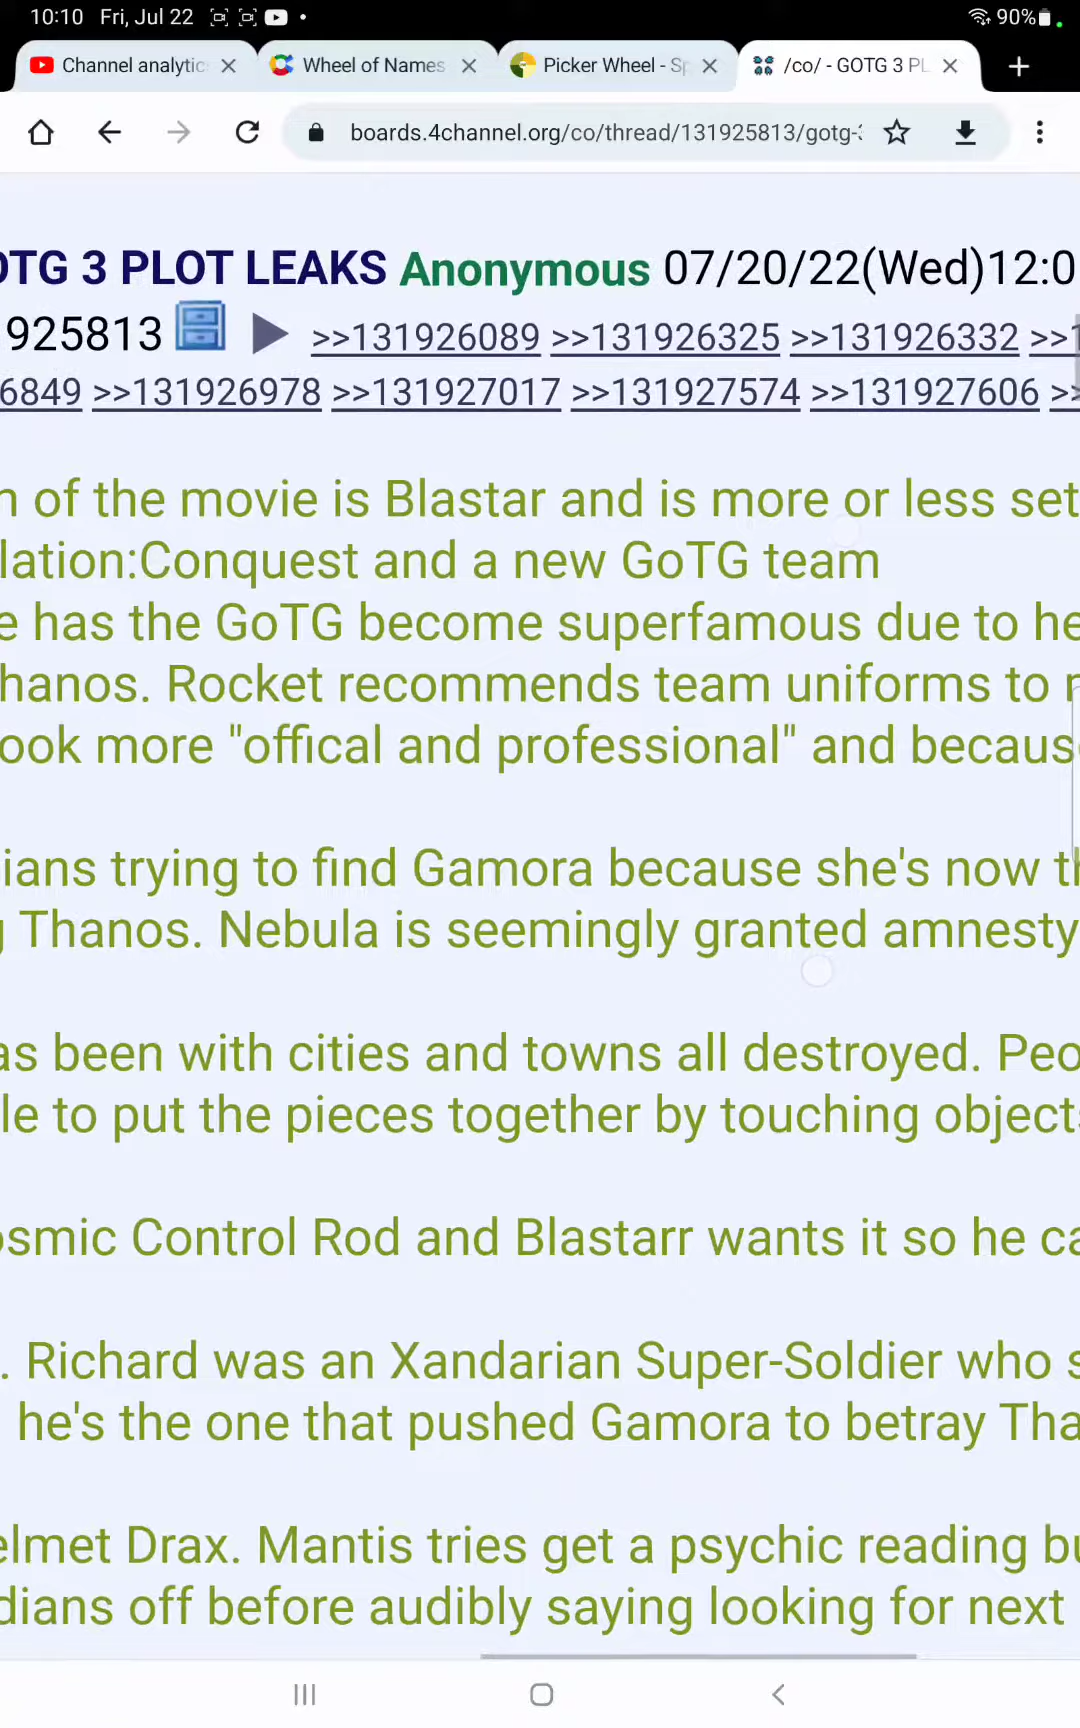 10:10 Fri, Jul 22 90%
Channel analytic Wheel of Names Picker Wheel - Sp /co/ - GOTG 3 PL
boards.4channel.org/co/thread/131925813/gotg-
OTG 3 PLOT LEAKS Anonymous 07/20/22(Wed)12:0
925813 ▶ >>131926089 >>131926325 >>131926332 >>1
6849 >>131926978 >>131927017 >>131927574 >>131927606 >>
n of the movie is Blastar and is more or less set
lation:Conquest and a new GoTG team
e has the GoTG become superfamous due to he
hanos. Rocket recommends team uniforms to
ook more "offical and professional" and becaus
ians trying to find Gamora because she's now th
Thanos. Nebula is seemingly granted amnesty
as been with cities and towns all destroyed. Peo
le to put the pieces together by touching objects
osmic Control Rod and Blastarr wants it so he ca
. Richard was an Xandarian Super-Soldier who s
he's the one that pushed Gamora to betray Tha
elmet Drax. Mantis tries get a psychic reading bu
dians off before audibly saying looking for next